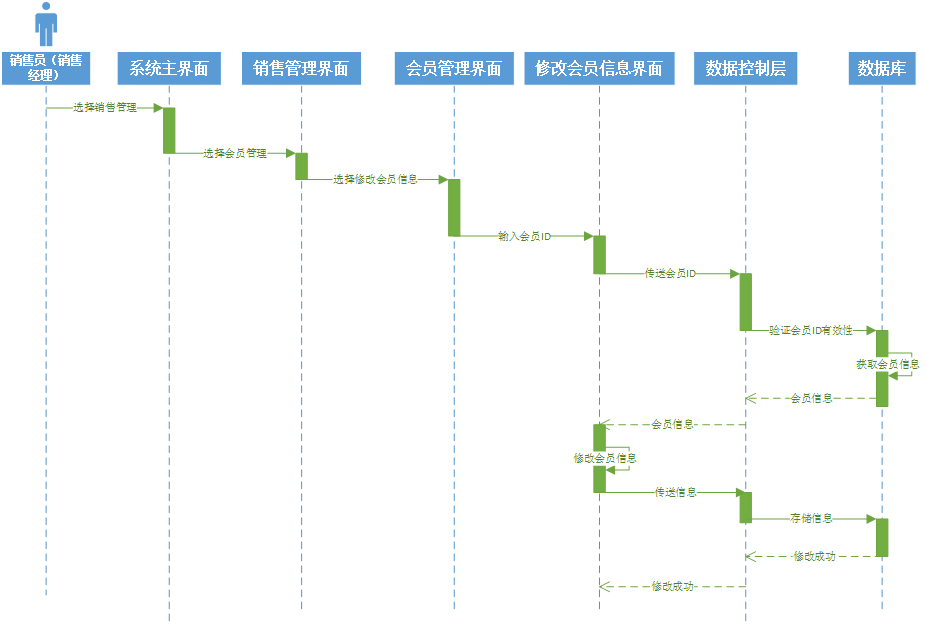 销售员（销售
经理）
系统主界面
销售管理界面
会员管理界面
修改会员信息界面
数据控制层
数据库
选择销售管理
选择会员管理
选择修改会员信息
输入会员ID
传送会员ID
验证会员ID有效性
获取会员信息
会员信息
会员信息
修改会员信息
传送信息
存储信息
修改成功
修改成功